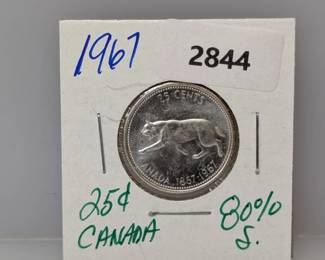 1967
2844
25 CENTS
CANADA 1867-1967
25¢
CANADA
80%
S.